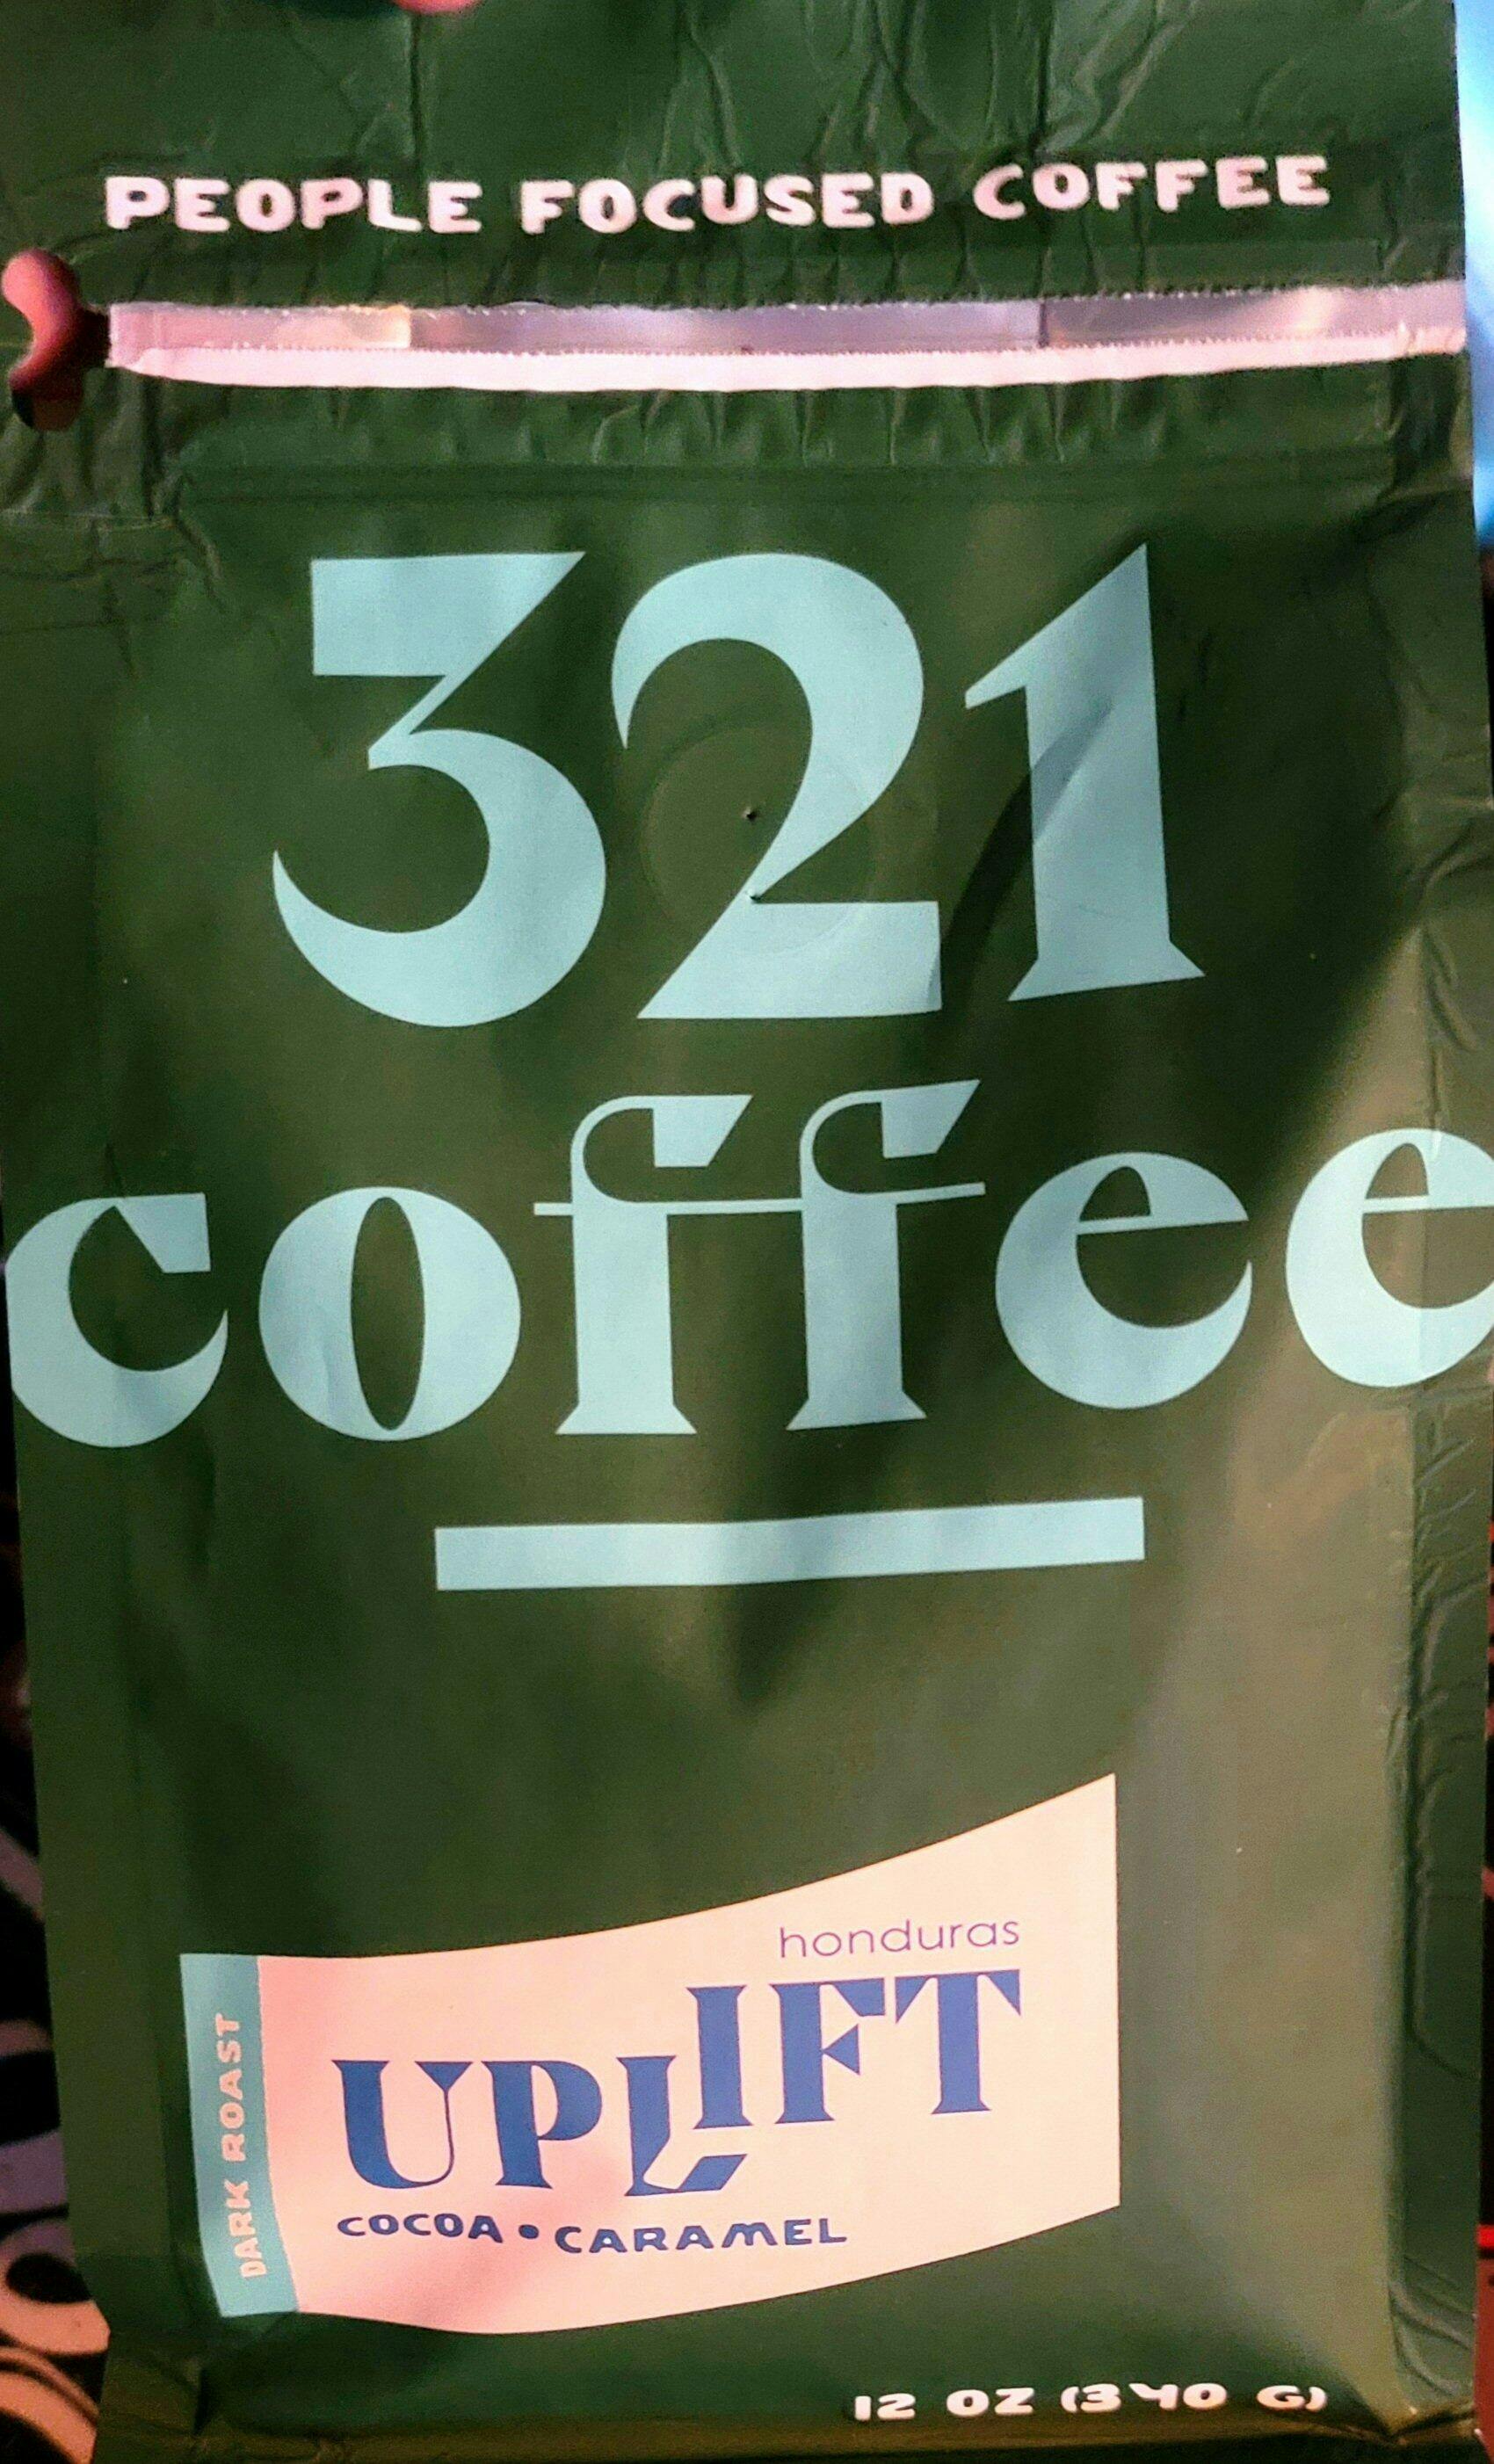 PEOPLE FOCUSED COFFEE
321
coffee
honduras
UPLIFT
COCOA • CARAMEL
DARK ROAST
12 OZ (340 G)